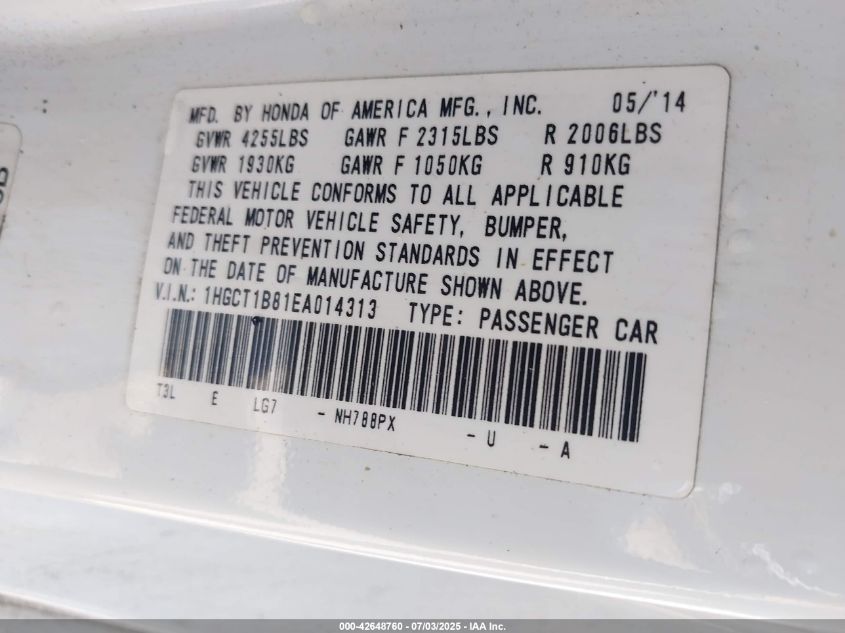 MFD. BY HONDA OF AMERICA MFG., INC. 05/'14
GVWR 4255LBS GAWR F 2315LBS R 2006LBS
GVWR 1930KG GAWR F 1050KG R 910KG
THIS VEHICLE CONFORMS TO ALL APPLICABLE
FEDERAL MOTOR VEHICLE SAFETY, BUMPER,
AND THEFT PREVENTION STANDARDS IN EFFECT
ON THE DATE OF MANUFACTURE SHOWN ABOVE.
V.I.N.: 1HGCT1B81EA014313 TYPE: PASSENGER CAR
T3L E LG7 - NH788PX - U - A
000-42648760 - 07/03/2025 - IAA Inc.